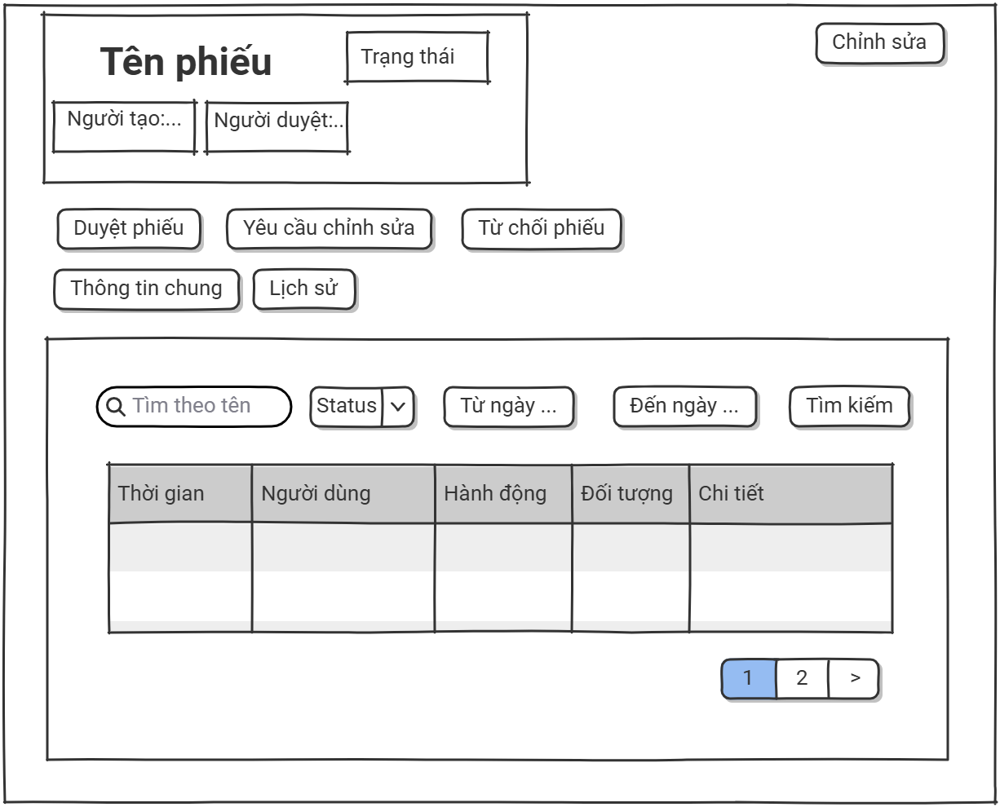 Tên phiếu
Trạng thái
Chỉnh sửa
Người tạo:...
Người duyệt:..
Duyệt phiếu
Yêu cầu chỉnh sửa
Từ chối phiếu
Thông tin chung
Lịch sử
Tìm theo tên
Status
Từ ngày ...
Đến ngày ...
Tìm kiếm
Thời gian
Người dùng
Hành động
Đối tượng
Chi tiết
1
2
>